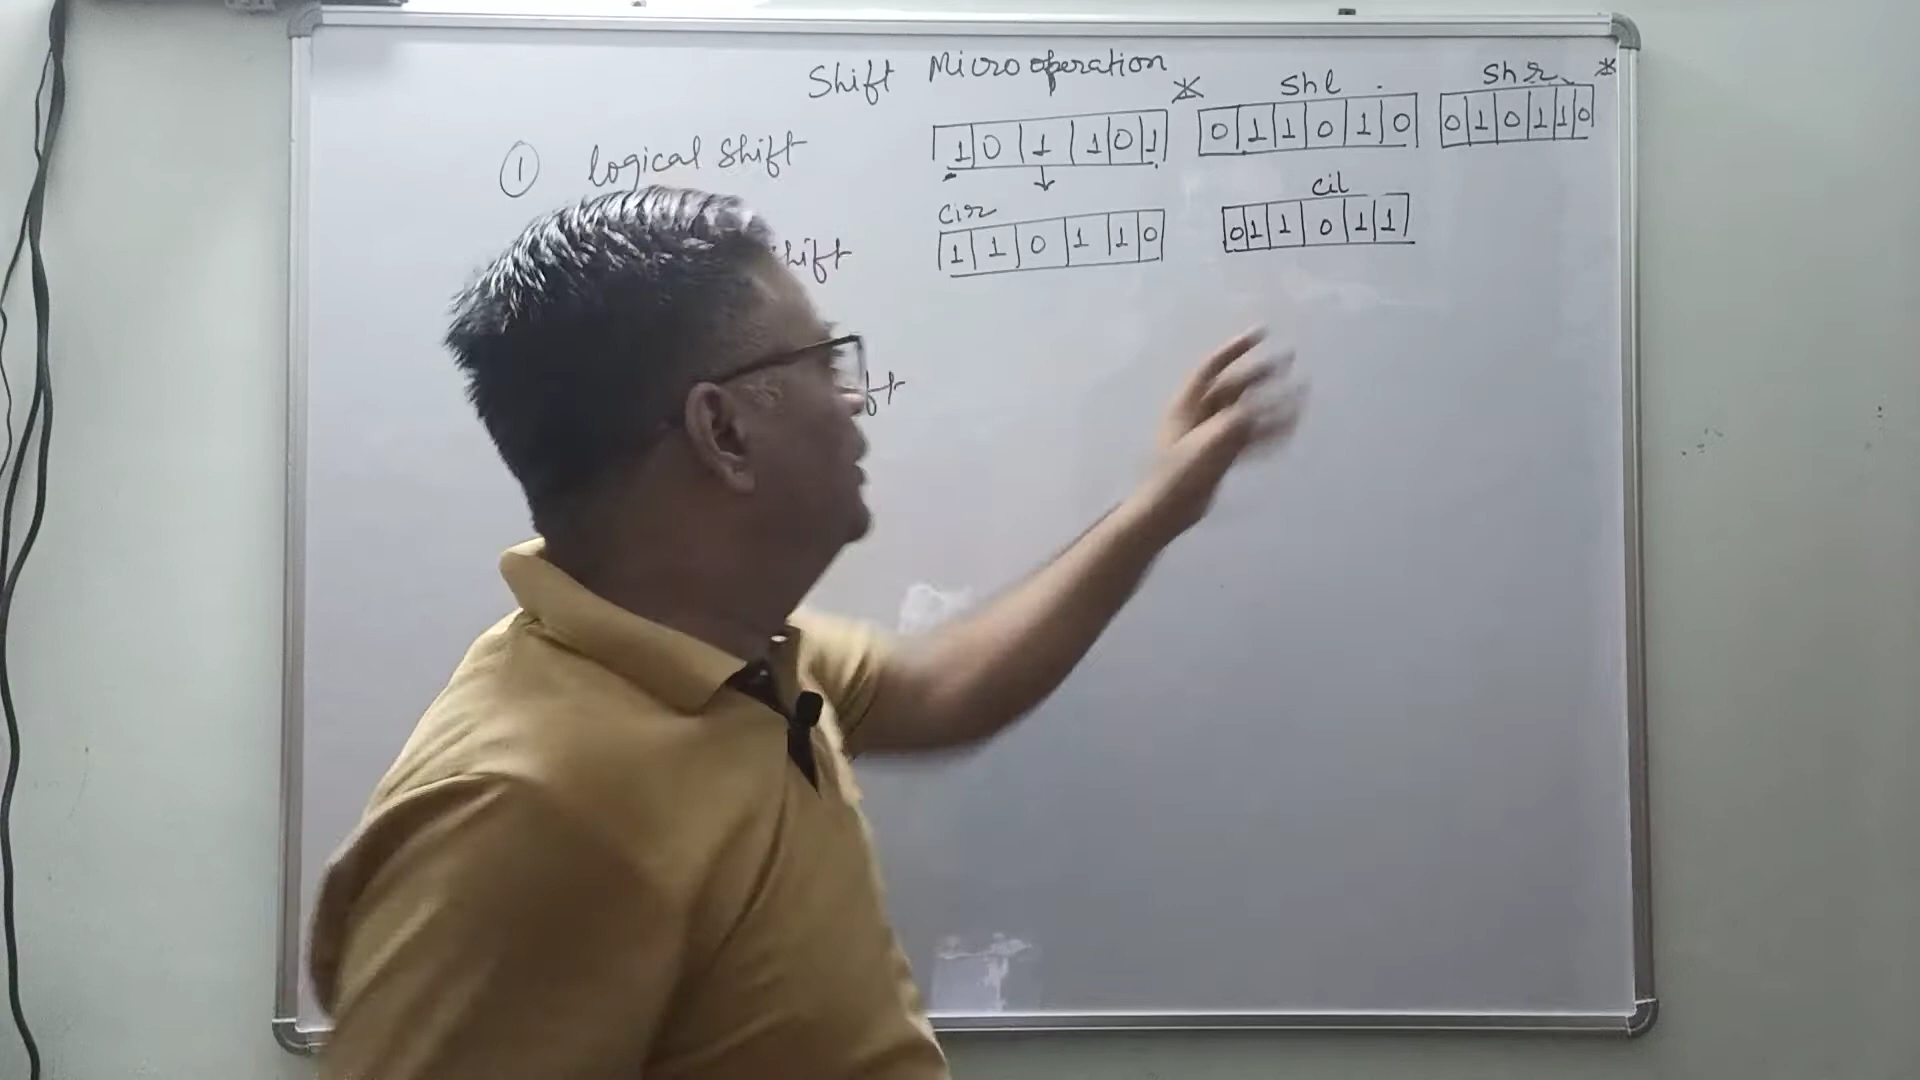 Shift Microoperation
* shl shr *
① logical shift 1 0 1 1 0 1 0 1 1 0 1 0 0 1 0 1 1 0
↓
cir cil
shift 1 1 0 1 1 0 0 1 1 0 1 1